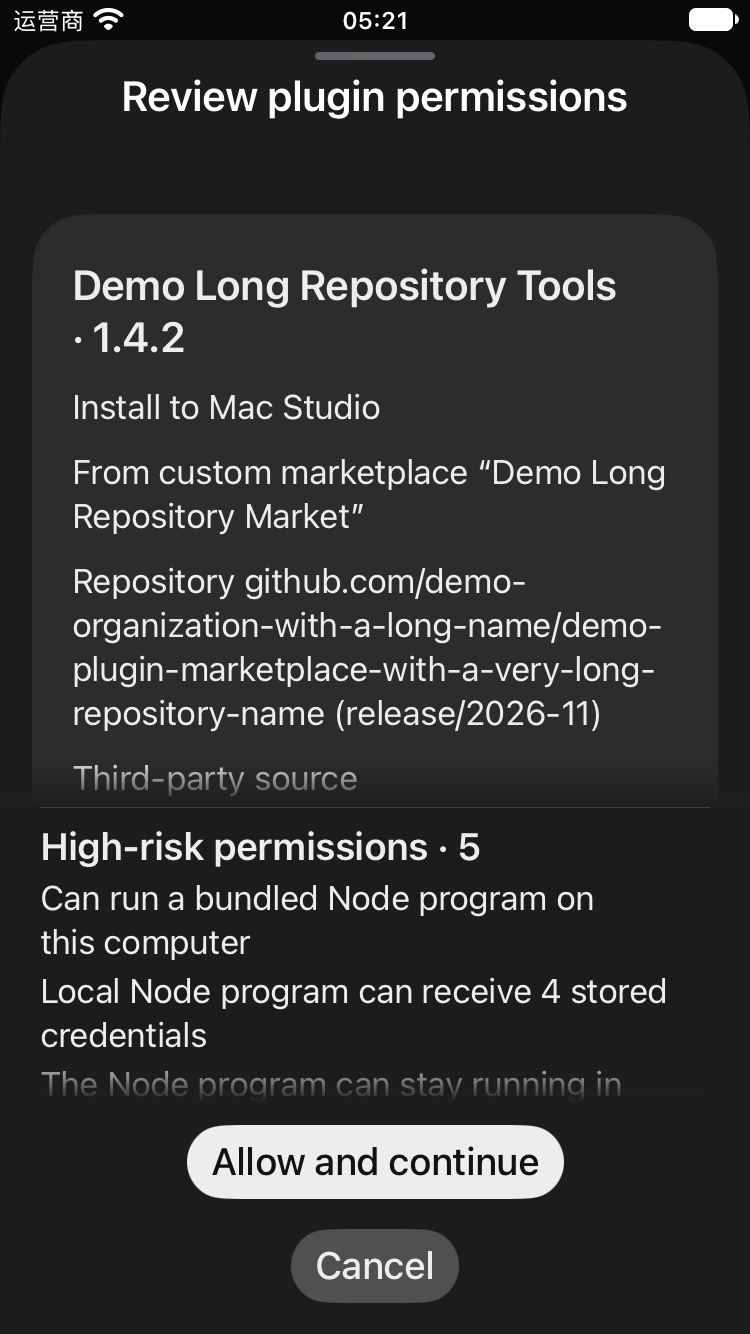 运营商
05:21
Review plugin permissions
Demo Long Repository Tools
· 1.4.2
Install to Mac Studio
From custom marketplace “Demo Long
Repository Market”
Repository github.com/demo-
organization-with-a-long-name/demo-
plugin-marketplace-with-a-very-long-
repository-name (release/2026-11)
Third-party source
High-risk permissions · 5
Can run a bundled Node program on
this computer
Local Node program can receive 4 stored
credentials
The Node program can stay running in
Allow and continue
Cancel